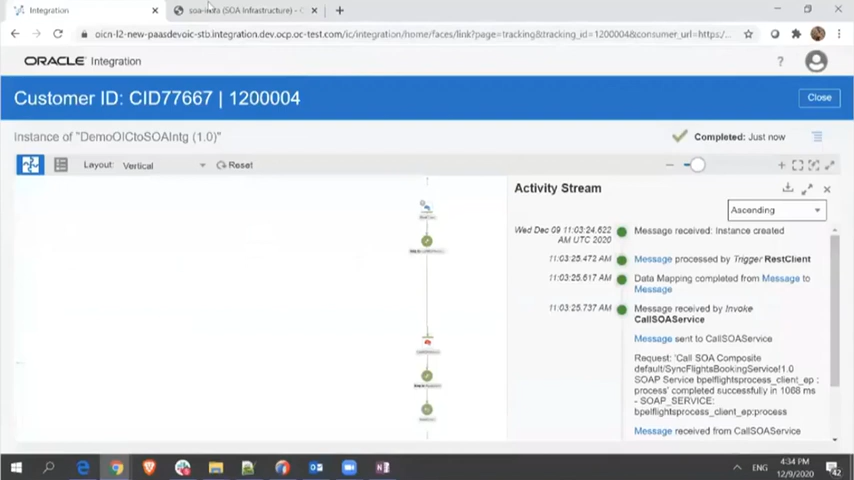 Integration
soa-infra (SOA Infrastructure) - O
oicn-l2-new-paasdevoic-stb.integration.dev.ocp.oc-test.com/ic/integration/home/faces/link?page=tracking&tracking_id=1200004&consumer_url=https:/...
ORACLE Integration
?
Customer ID: CID77667 | 1200004
Close
Instance of "DemoOICtoSOAIntg (1.0)"
Completed: Just now
Layout: Vertical
Reset
Activity Stream
Ascending
Wed Dec 09 11:03:24.622 AM UTC 2020
Message received: Instance created
11:03:25.472 AM
Message processed by Trigger RestClient
11:03:25.617 AM
Data Mapping completed from Message to
Message
11:03:25.737 AM
Message received by Invoke
CallSOAService
Message sent to CallSOAService
Request: 'Call SOA Composite
default/SyncFlightsBookingService!1.0
SOAP Service bpelflightsprocess_client_ep :
process' completed successfully in 1068 ms
- SOAP_SERVICE:
bpelflightsprocess_client_ep:process
Message received from CallSOAService
ENG
4:34 PM
12/9/2020
42